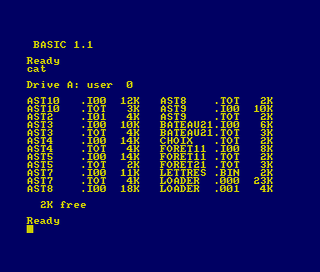 BASIC 1.1
Ready
cat
Drive A: user  0
AST10   .I00  12K   AST8    .TOT   2K
AST10   .TOT   3K   AST9    .I00  10K
AST2    .I01   4K   AST9    .TOT   2K
AST3    .I00  10K   BATEAU21.I00   6K
AST3    .TOT   4K   BATEAU21.TOT   3K
AST4    .I00  14K   CHOIX   .TOT   2K
AST4    .TOT   4K   FORET11 .I00   8K
AST5    .I00  14K   FORET11 .TOT   2K
AST5    .TOT   2K   FORET21 .TOT   3K
AST7    .I00  11K   LETTRES .BIN   2K
AST7    .TOT   4K   LOADER  .000  23K
AST8    .I00  18K   LOADER  .001   4K
2K free
Ready